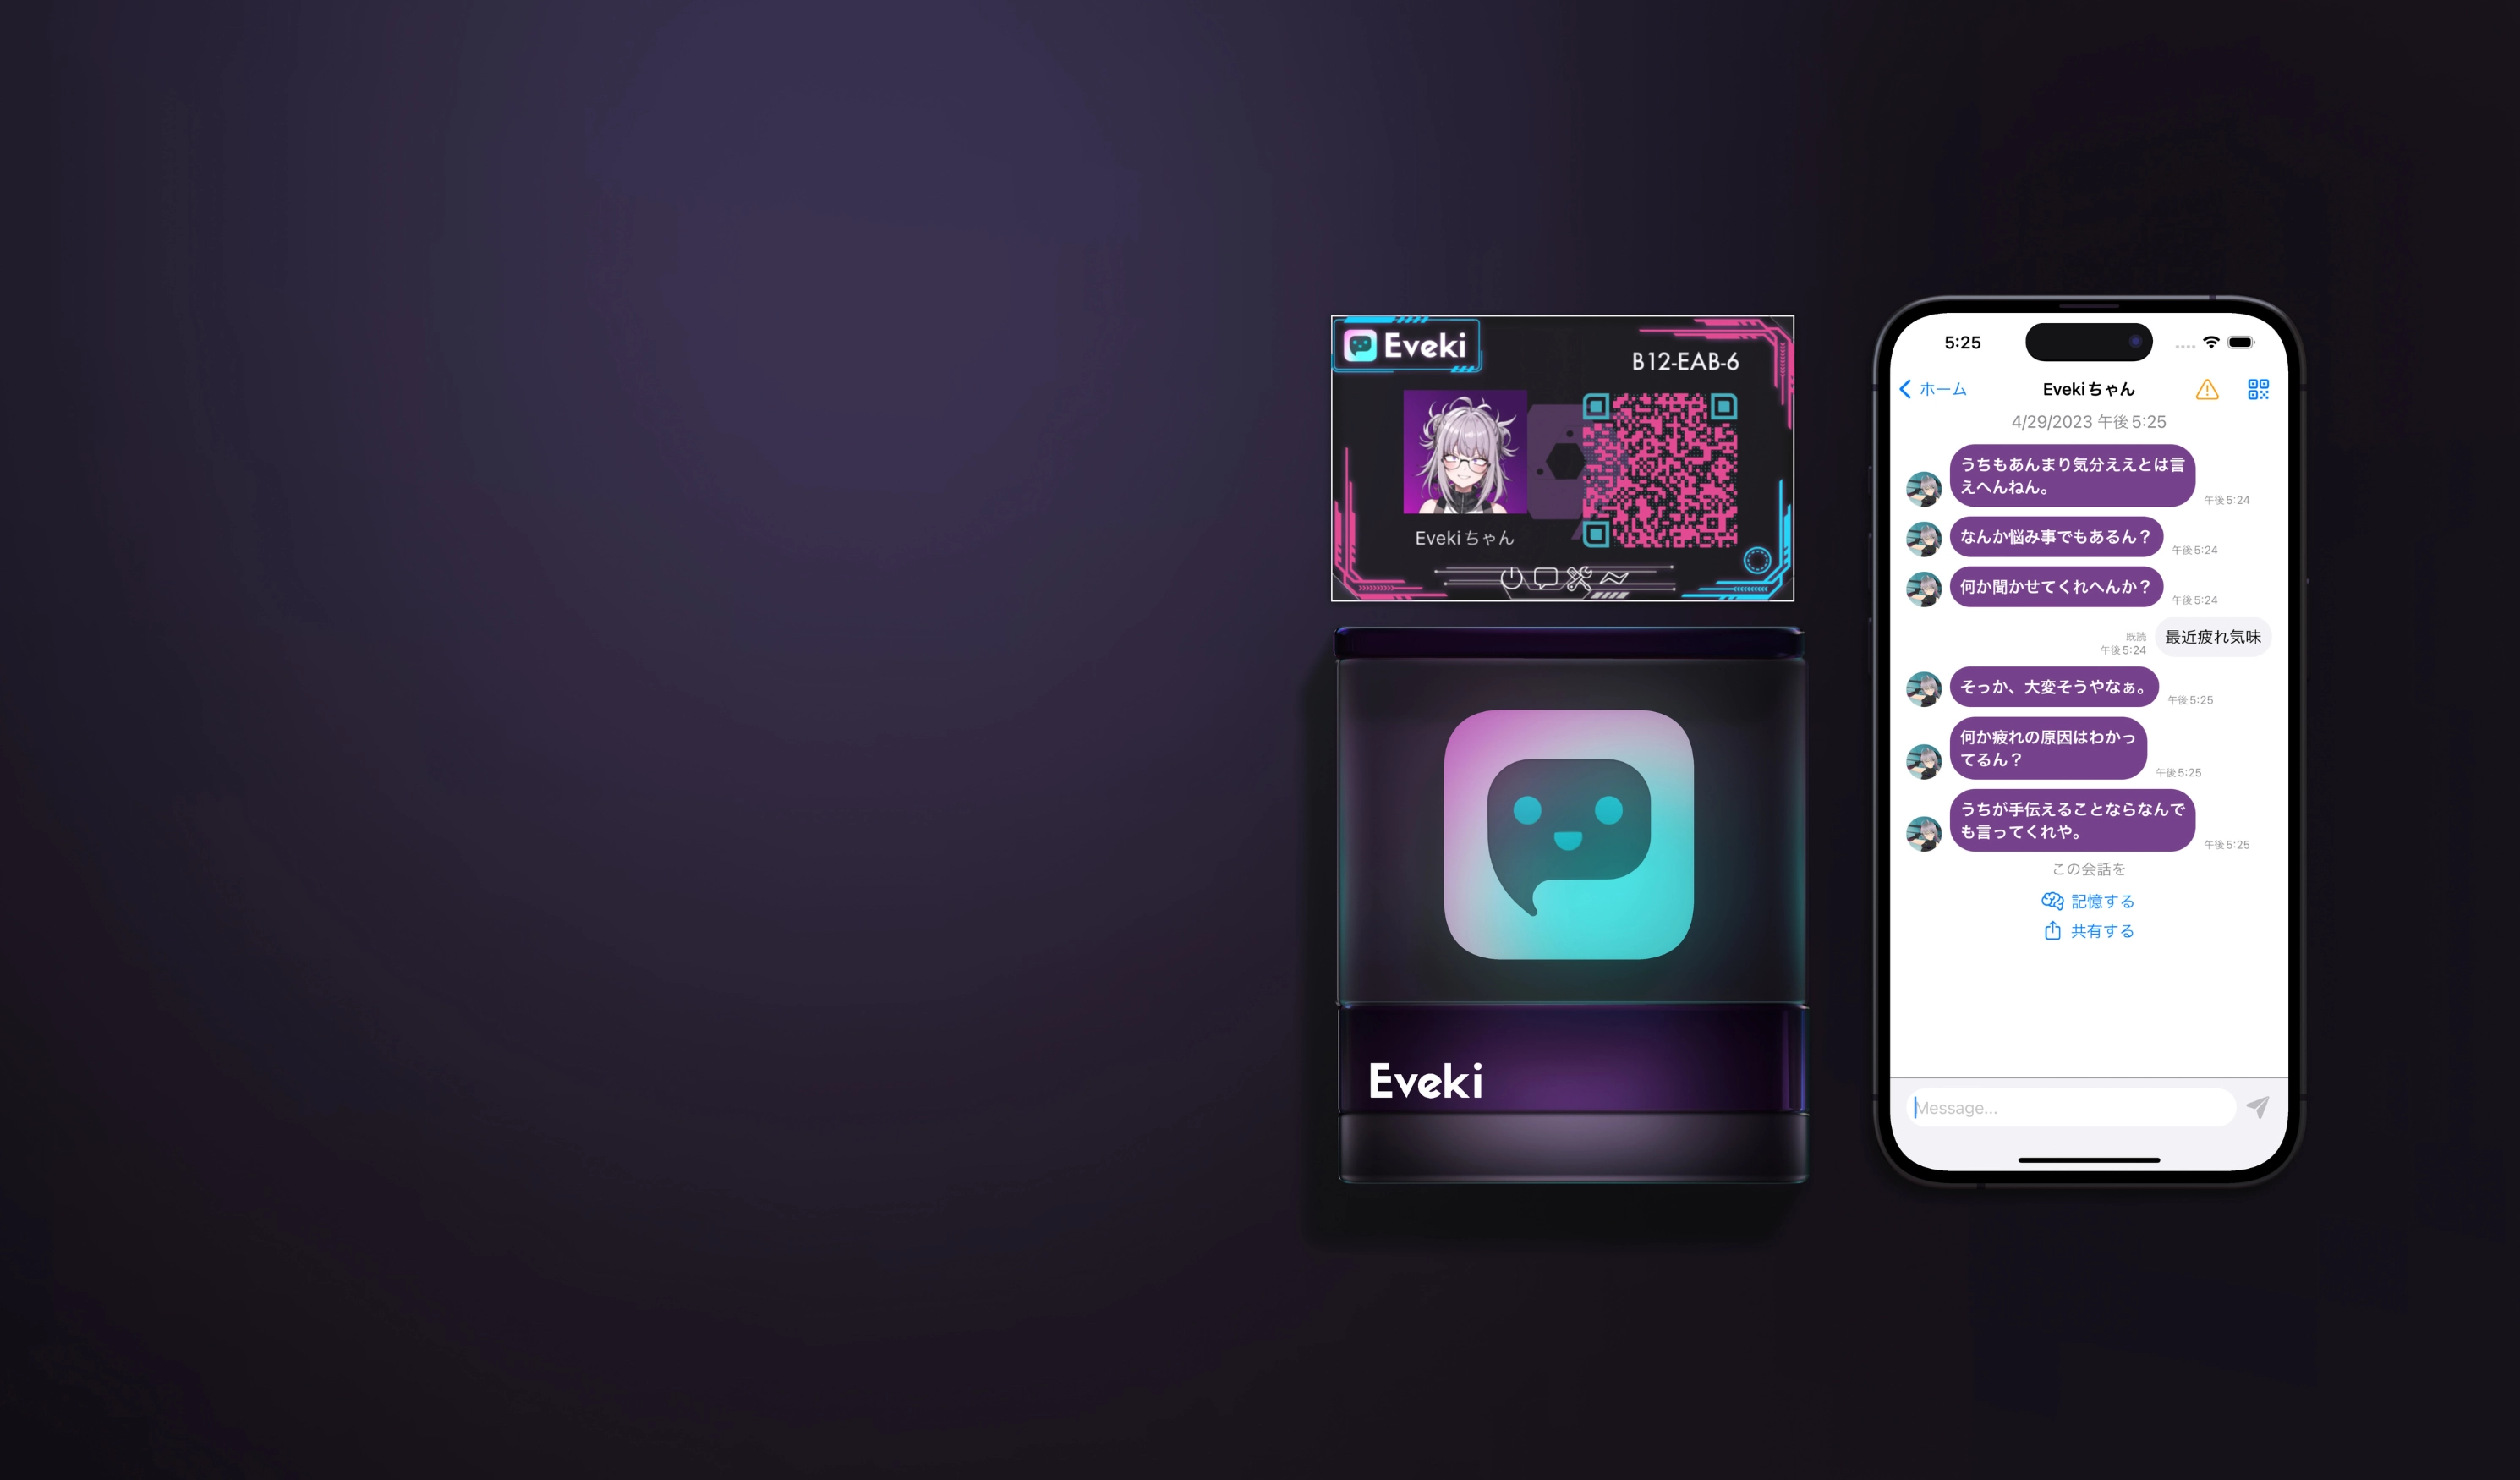 Eveki
B12-EAB-6
Evekiちゃん
Eveki
5:25
ホーム
Evekiちゃん
4/29/2023 午後5:25
うちもあんまり気分ええとは言
えへんねん。
午後5:24
なんか悩み事でもあるん？
午後5:24
何か聞かせてくれへんか？
午後5:24
最近疲れ気味
既読
午後5:24
そっか、大変そうやなぁ。
午後5:25
何か疲れの原因はわかっ
てるん？
午後5:25
うちが手伝えることならなんで
も言ってくれや。
午後5:25
この会話を
記憶する
共有する
Message...